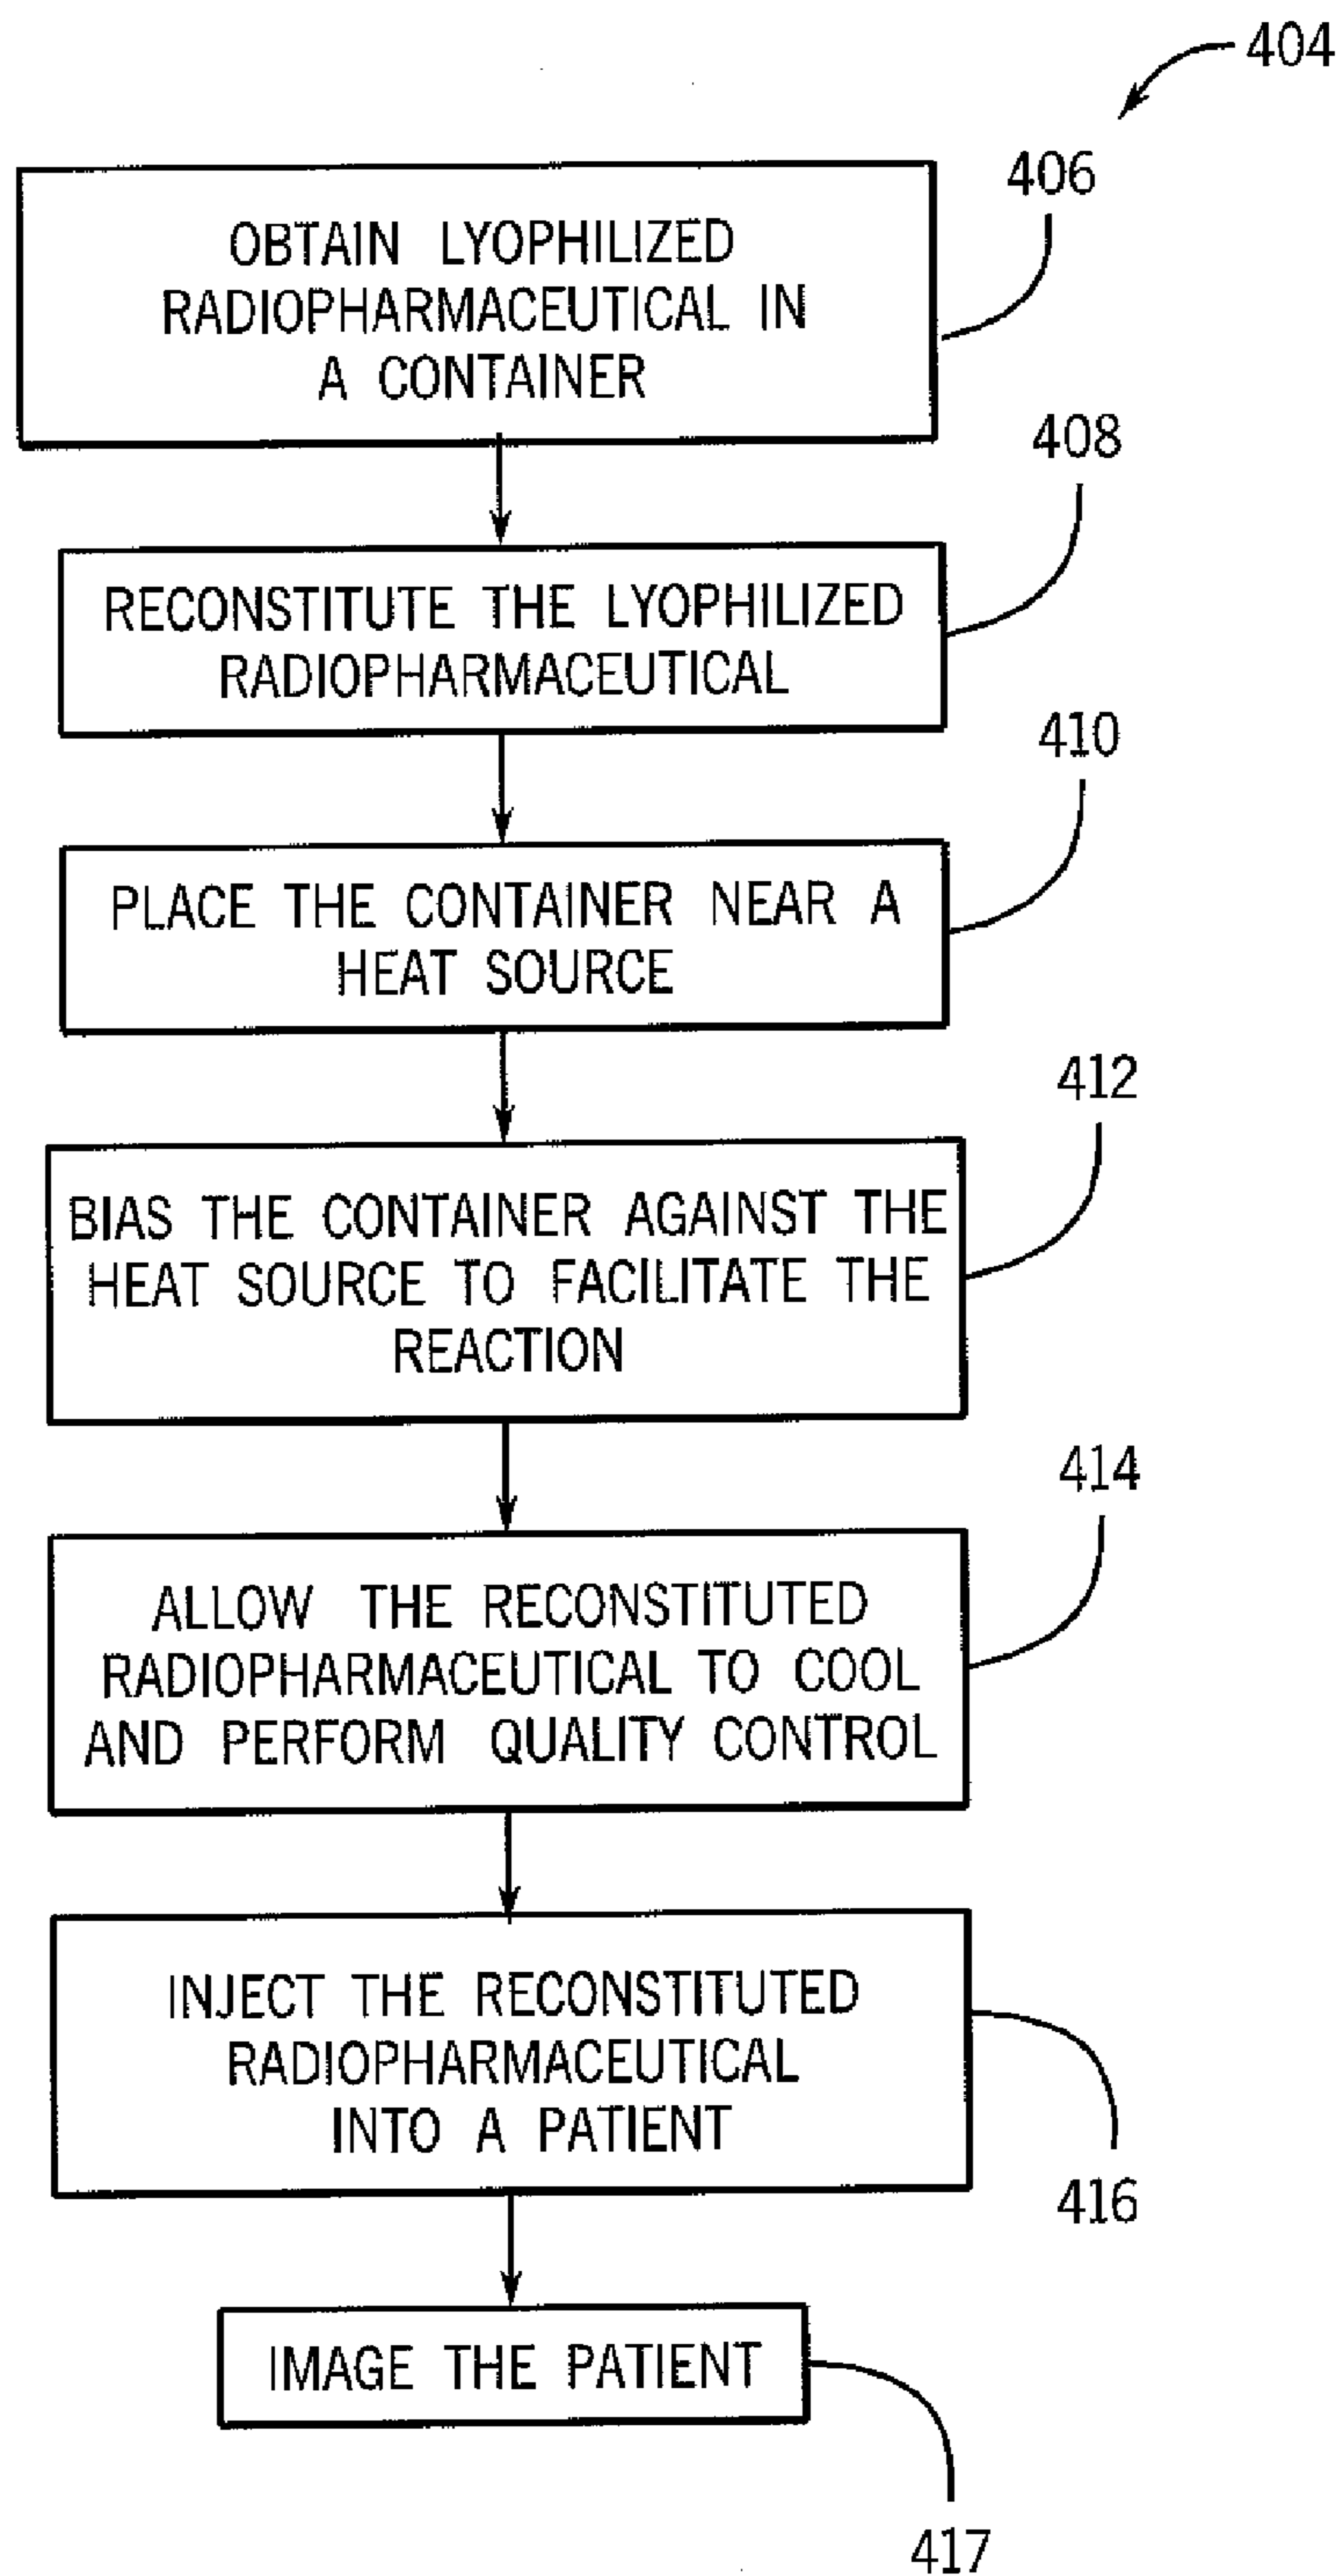 404
406
OBTAIN LYOPHILIZED
RADIOPHARMACEUTICAL IN
A CONTAINER
408
RECONSTITUTE THE LYOPHILIZED
RADIOPHARMACEUTICAL
410
PLACE THE CONTAINER NEAR A
HEAT SOURCE
412
BIAS THE CONTAINER AGAINST THE
HEAT SOURCE TO FACILITATE THE
REACTION
414
ALLOW THE RECONSTITUTED
RADIOPHARMACEUTICAL TO COOL
AND PERFORM QUALITY CONTROL
INJECT THE RECONSTITUTED
RADIOPHARMACEUTICAL
INTO A PATIENT
416
IMAGE THE PATIENT
417